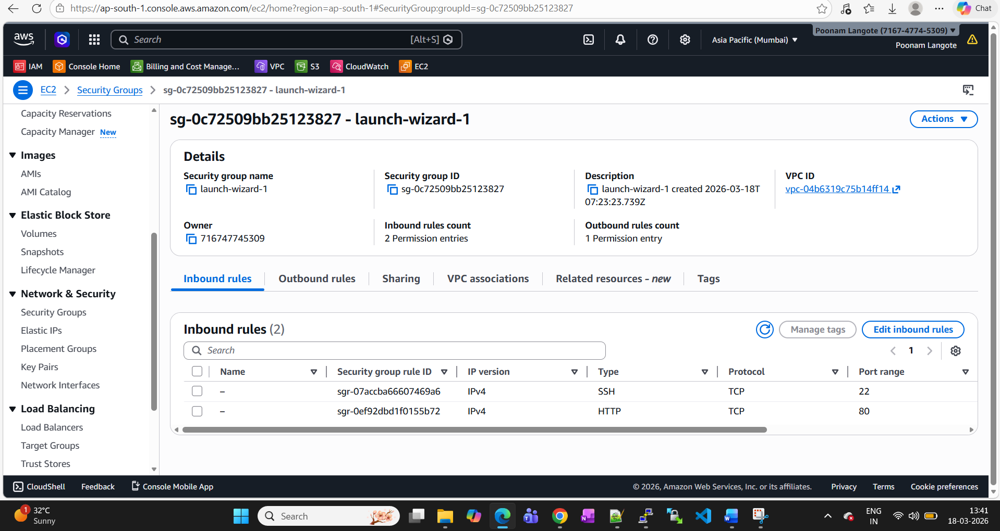 https://ap-south-1.console.aws.amazon.com/ec2/home?region=ap-south-1#SecurityGroup:groupId=sg-0c72509bb25123827
Chat
aws
Search
[Alt+S]
Asia Pacific (Mumbai)
Poonam Langote (7167-4774-5309)
Poonam Langote
IAM
Console Home
Billing and Cost Manage...
VPC
S3
CloudWatch
EC2
EC2
Security Groups
sg-0c72509bb25123827 - launch-wizard-1
Capacity Reservations
Capacity Manager New
Images
AMIs
AMI Catalog
Elastic Block Store
Volumes
Snapshots
Lifecycle Manager
Network & Security
Security Groups
Elastic IPs
Placement Groups
Key Pairs
Network Interfaces
Load Balancing
Load Balancers
Target Groups
Trust Stores
sg-0c72509bb25123827 - launch-wizard-1
Actions
Details
Security group name
launch-wizard-1
Security group ID
sg-0c72509bb25123827
Description
launch-wizard-1 created 2026-03-18T
07:23:23.739Z
VPC ID
vpc-04b6319c75b14ff14
Owner
716747745309
Inbound rules count
2 Permission entries
Outbound rules count
1 Permission entry
Inbound rules
Outbound rules
Sharing
VPC associations
Related resources - new
Tags
Inbound rules (2)
Manage tags
Edit inbound rules
Search
1
Name Security group rule ID IP version Type Protocol Port range
– sgr-07accba66607469a6 IPv4 SSH TCP 22
– sgr-0ef92dbd1f0155b72 IPv4 HTTP TCP 80
CloudShell
Feedback
Console Mobile App
© 2026, Amazon Web Services, Inc. or its affiliates.
Privacy
Terms
Cookie preferences
1
32°C
Sunny
Search
ENG
IN
13:41
18-03-2026